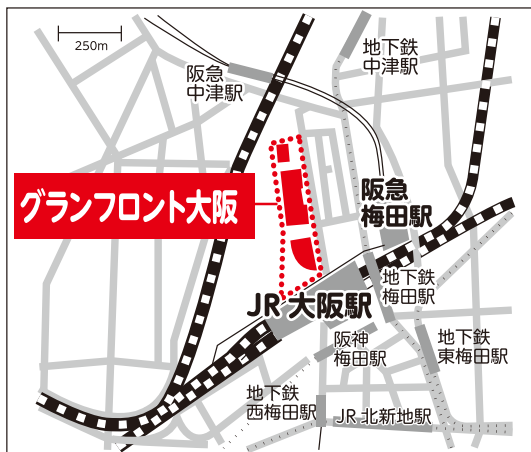 250m
阪急
中津駅
地下鉄
中津駅
グランフロント大阪
阪急
梅田駅
地下鉄
梅田駅
JR 大阪駅
阪神
梅田駅
地下鉄
東梅田駅
地下鉄
西梅田駅
JR 北新地駅